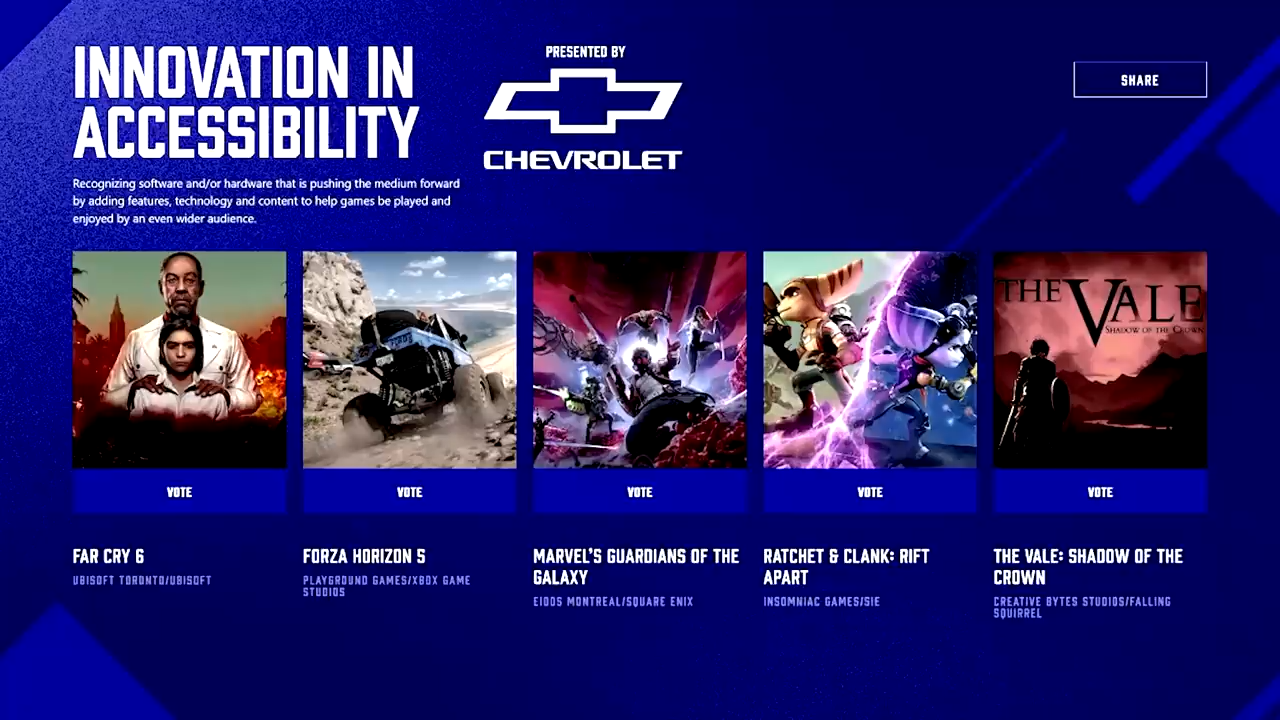 INNOVATION IN
ACCESSIBILITY
PRESENTED BY
CHEVROLET
SHARE
Recognizing software and/or hardware that is pushing the medium forward
by adding features, technology and content to help games be played and
enjoyed by an even wider audience.
THE VALE
SHADOW OF THE CROWN
VOTE
VOTE
VOTE
VOTE
VOTE
FAR CRY 6
UBISOFT TORONTO/UBISOFT
FORZA HORIZON 5
PLAYGROUND GAMES/XBOX GAME
STUDIOS
MARVEL'S GUARDIANS OF THE
GALAXY
EIDOS MONTREAL/SQUARE ENIX
RATCHET & CLANK: RIFT
APART
INSOMNIAC GAMES/SIE
THE VALE: SHADOW OF THE
CROWN
CREATIVE BYTES STUDIOS/FALLING
SQUIRREL